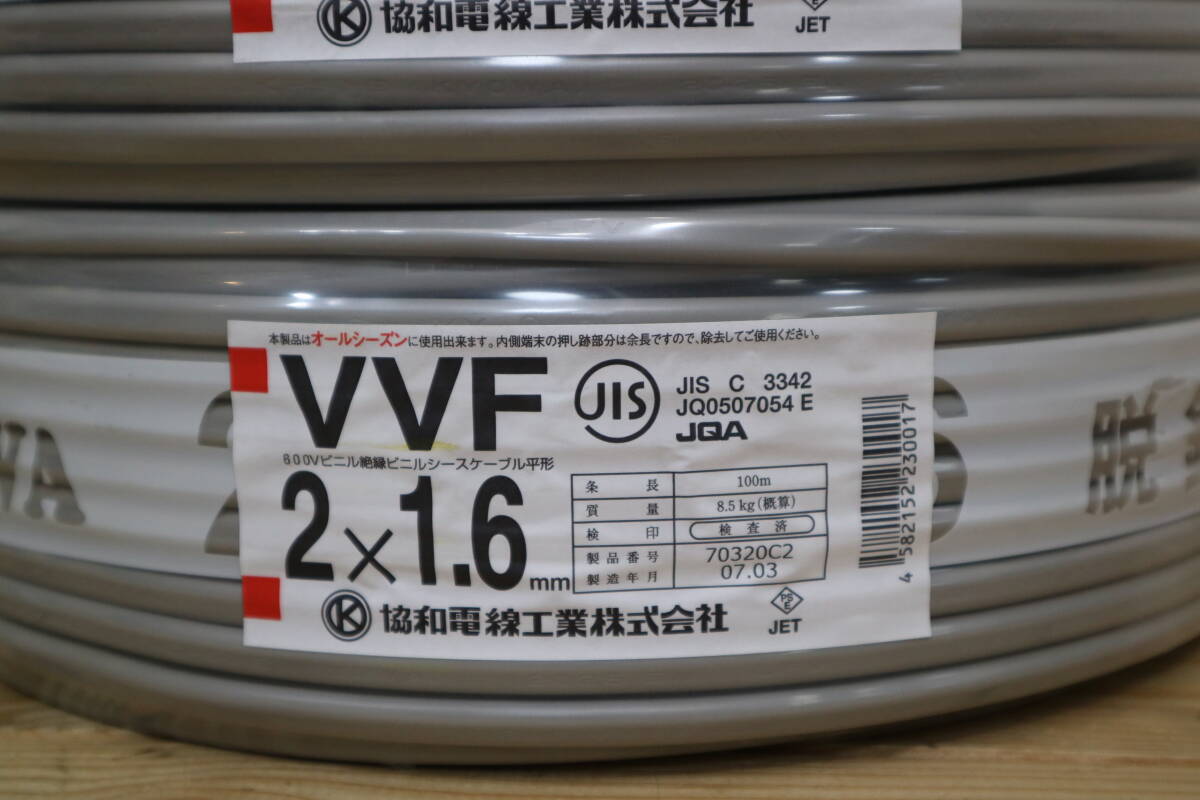 協和電線工業株式会社
JET
本製品はオールシーズンに使用出来ます。内側端末の押し跡部分は余長ですので、除去してご使用ください。
VVF
JIS
JIS C 3342
JQ0507054 E
JQA
600Vビニル絶縁ビニルシースケーブル平形
2×1.6mm
条長 100m
質量 8.5kg(概算)
検印 検査済
製品番号 70320C2
製造年月 07.03
K 協和電線工業株式会社
PS
E
JET
4582152230017
WA
脱